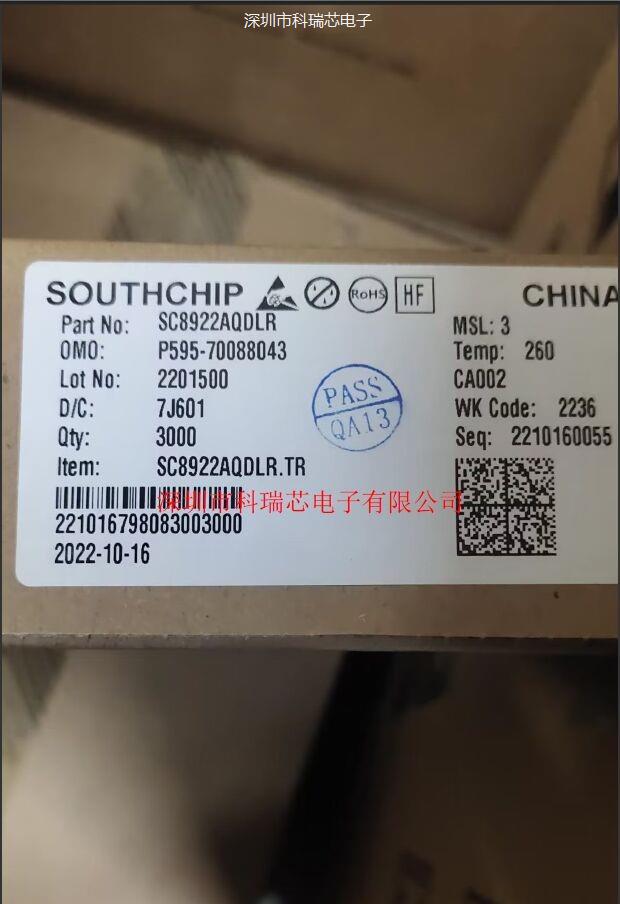 深圳市科瑞芯电子
SOUTHCHIP RoHS HF CHINA
Part No: SC8922AQDLR MSL: 3
OMO: P595-70088043 Temp: 260
Lot No: 2201500 CA002
D/C: 7J601 WK Code: 2236
Qty: 3000 Seq: 2210160055
Item: SC8922AQDLR.TR
PASS
QA13
深圳市科瑞芯电子有限公司
221016798083003000
2022-10-16